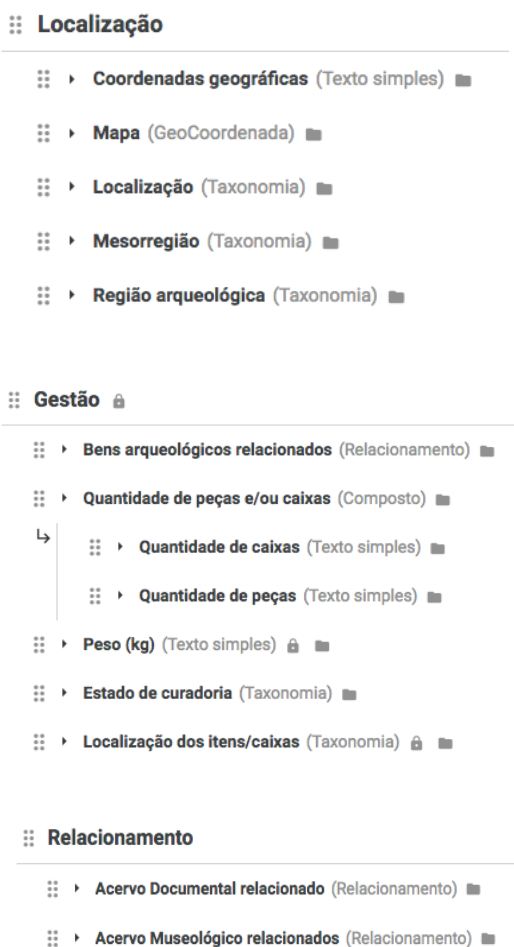 Localização
Coordenadas geográficas (Texto simples)
Mapa (GeoCoordenada)
Localização (Taxonomia)
Mesorregião (Taxonomia)
Região arqueológica (Taxonomia)
Gestão
Bens arqueológicos relacionados (Relacionamento)
Quantidade de peças e/ou caixas (Composto)
Quantidade de caixas (Texto simples)
Quantidade de peças (Texto simples)
Peso (kg) (Texto simples)
Estado de curadoria (Taxonomia)
Localização dos itens/caixas (Taxonomia)
Relacionamento
Acervo Documental relacionado (Relacionamento)
Acervo Museológico relacionados (Relacionamento)